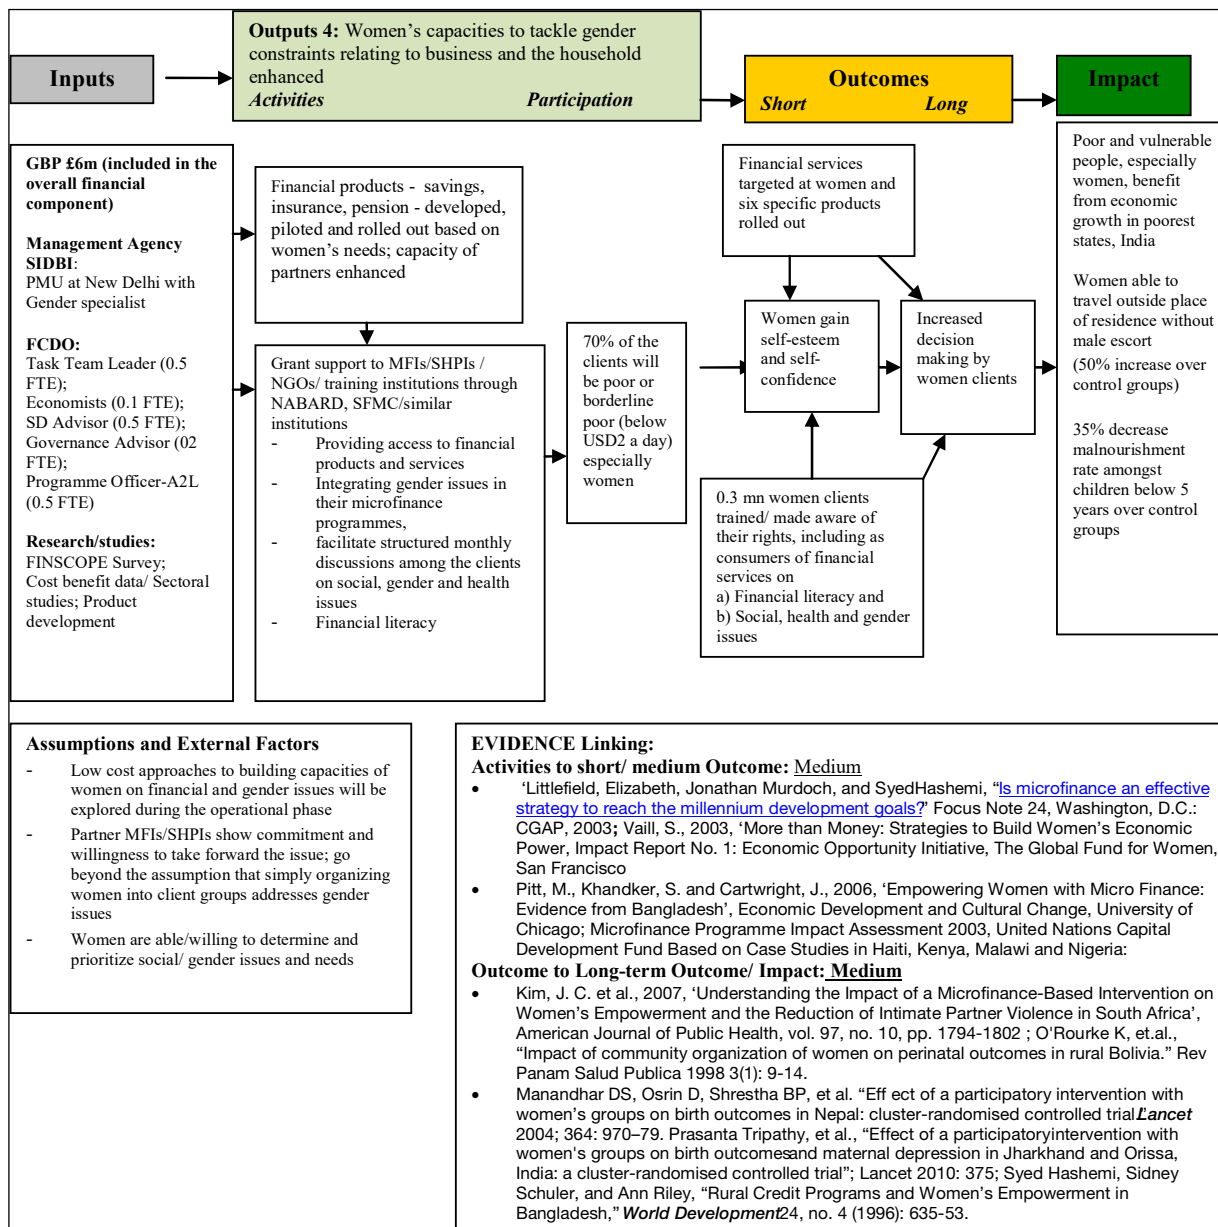 Inputs
Outputs 4: Women's capacities to tackle gender
constraints relating to business and the household
enhanced
Activities Participation
Outcomes
Short Long
Impact
GBP £6m (included in the
overall financial
component)
Management Agency
SIDBI:
PMU at New Delhi with
Gender specialist
FCDO:
Task Team Leader (0.5
FTE);
Economists (0.1 FTE);
SD Advisor (0.5 FTE);
Governance Advisor (02
FTE);
Programme Officer-A2L
(0.5 FTE)
Research/studies:
FINSCOPE Survey;
Cost benefit data/ Sectoral
studies; Product
development
Financial products - savings,
insurance, pension - developed,
piloted and rolled out based on
women's needs; capacity of
partners enhanced
Grant support to MFIs/SHPIs /
NGOs/ training institutions through
NABARD, SFMC/similar
institutions
- Providing access to financial
products and services
- Integrating gender issues in
their microfinance
programmes,
- facilitate structured monthly
discussions among the clients
on social, gender and health
issues
- Financial literacy
70% of the
clients will
be poor or
borderline
poor (below
USD2 a day)
especially
women
Financial services
targeted at women and
six specific products
rolled out
Women gain
self-esteem
and self-
confidence
Increased
decision
making by
women clients
0.3 mn women clients
trained/ made aware of
their rights, including as
consumers of financial
services on
a) Financial literacy and
b) Social, health and gender
issues
Poor and vulnerable
people, especially
women, benefit
from economic
growth in poorest
states, India
Women able to
travel outside place
of residence without
male escort
(50% increase over
control groups)
35% decrease
malnourishment
rate amongst
children below 5
years over control
groups
Assumptions and External Factors
- Low cost approaches to building capacities of
women on financial and gender issues will be
explored during the operational phase
- Partner MFIs/SHPIs show commitment and
willingness to take forward the issue; go
beyond the assumption that simply organizing
women into client groups addresses gender
issues
- Women are able/willing to determine and
prioritize social/ gender issues and needs
EVIDENCE Linking:
Activities to short/ medium Outcome: Medium
• 'Littlefield, Elizabeth, Jonathan Murdoch, and SyedHashemi, "Is microfinance an effective
strategy to reach the millennium development goals?" Focus Note 24, Washington, D.C.:
CGAP, 2003; Vaill, S., 2003, 'More than Money: Strategies to Build Women's Economic
Power, Impact Report No. 1: Economic Opportunity Initiative, The Global Fund for Women,
San Francisco
• Pitt, M., Khandker, S. and Cartwright, J., 2006, 'Empowering Women with Micro Finance:
Evidence from Bangladesh', Economic Development and Cultural Change, University of
Chicago; Microfinance Programme Impact Assessment 2003, United Nations Capital
Development Fund Based on Case Studies in Haiti, Kenya, Malawi and Nigeria:
Outcome to Long-term Outcome/ Impact: Medium
• Kim, J. C. et al., 2007, 'Understanding the Impact of a Microfinance-Based Intervention on
Women's Empowerment and the Reduction of Intimate Partner Violence in South Africa',
American Journal of Public Health, vol. 97, no. 10, pp. 1794-1802 ; O'Rourke K, et.al.,
"Impact of community organization of women on perinatal outcomes in rural Bolivia." Rev
Panam Salud Publica 1998 3(1): 9-14.
• Manandhar DS, Osrin D, Shrestha BP, et al. "Eff ect of a participatory intervention with
women's groups on birth outcomes in Nepal: cluster-randomised controlled trial." Lancet
2004; 364: 970–79. Prasanta Tripathy, et al., "Effect of a participatoryintervention with
women's groups on birth outcomesand maternal depression in Jharkhand and Orissa,
India: a cluster-randomised controlled trial"; Lancet 2010: 375; Syed Hashemi, Sidney
Schuler, and Ann Riley, "Rural Credit Programs and Women's Empowerment in
Bangladesh," World Development24, no. 4 (1996): 635-53.